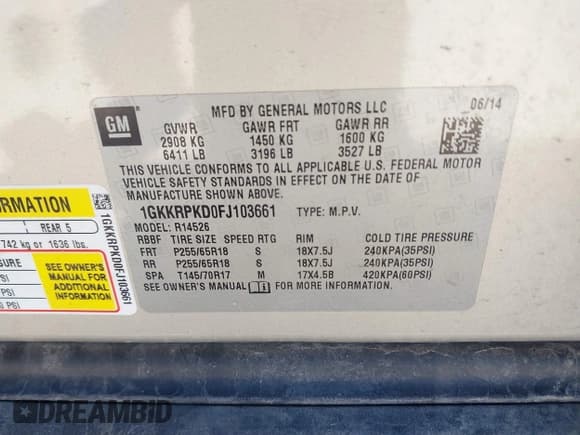 GM
MFD BY GENERAL MOTORS LLC
06/14
GVWR GAWR FRT GAWR RR
2908 KG 1450 KG 1600 KG
6411 LB 3196 LB 3527 LB
THIS VEHICLE CONFORMS TO ALL APPLICABLE U.S. FEDERAL MOTOR
VEHICLE SAFETY STANDARDS IN EFFECT ON THE DATE OF
MANUFACTURE SHOWN ABOVE.
1GKKRPKD0FJ103661 TYPE: M.P.V.
MODEL: R14526
RBBF TIRE SIZE SPEED RTG RIM COLD TIRE PRESSURE
FRT P255/65R18 S 18X7.5J 240KPA(35PSI)
RR P255/65R18 S 18X7.5J 240KPA(35PSI)
SPA T145/70R17 M 17X4.5B 420KPA(60PSI)
SEE OWNER'S MANUAL FOR MORE INFORMATION
RMATION
REAR 5
742 kg or 1636 lbs.
SEE OWNER'S
MANUAL FOR
ADDITIONAL
INFORMATION
PSI
PSI
PSI
1GKKRPKD0FJ103661
DREAMBID